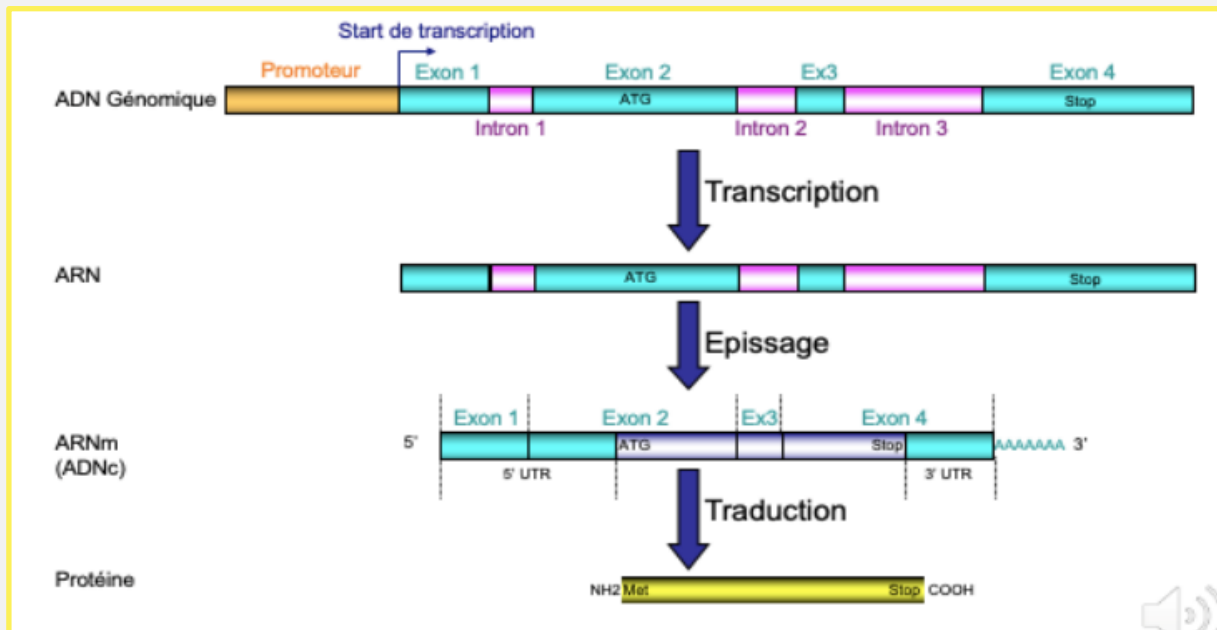 Start de transcription
Promoteur Exon 1 Exon 2 Ex3 Exon 4
ADN Génomique ATG Stop
Intron 1 Intron 2 Intron 3
Transcription
ARN ATG Stop
Epissage
Exon 1 Exon 2 Ex3 Exon 4
5' ATG Stop AAAAAAA 3'
ARNm
(ADNc)
5' UTR 3' UTR
Traduction
Protéine NH2 Met Stop COOH